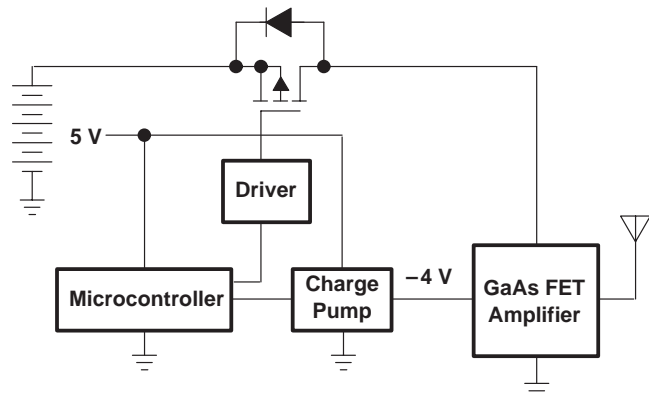 5 V
Driver
Microcontroller
Charge
Pump
–4 V
GaAs FET
Amplifier